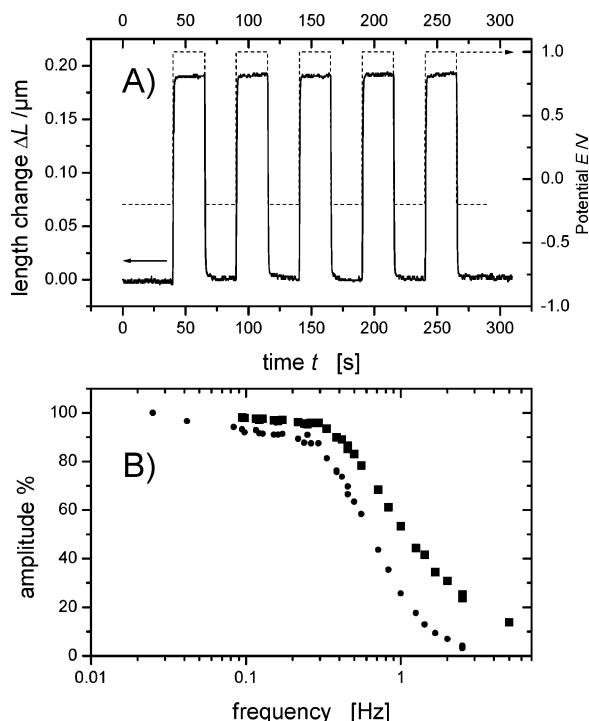 0 50 100 150 200 250 300
A)
0.20
0.15
0.10
0.05
0.00
length change ΔL /µm
1.0
0.5
0.0
-0.5
-1.0
Potential E /V
0 50 100 150 200 250 300
time t [s]
B)
100
80
60
40
20
0
amplitude %
0.01 0.1 1
frequency [Hz]